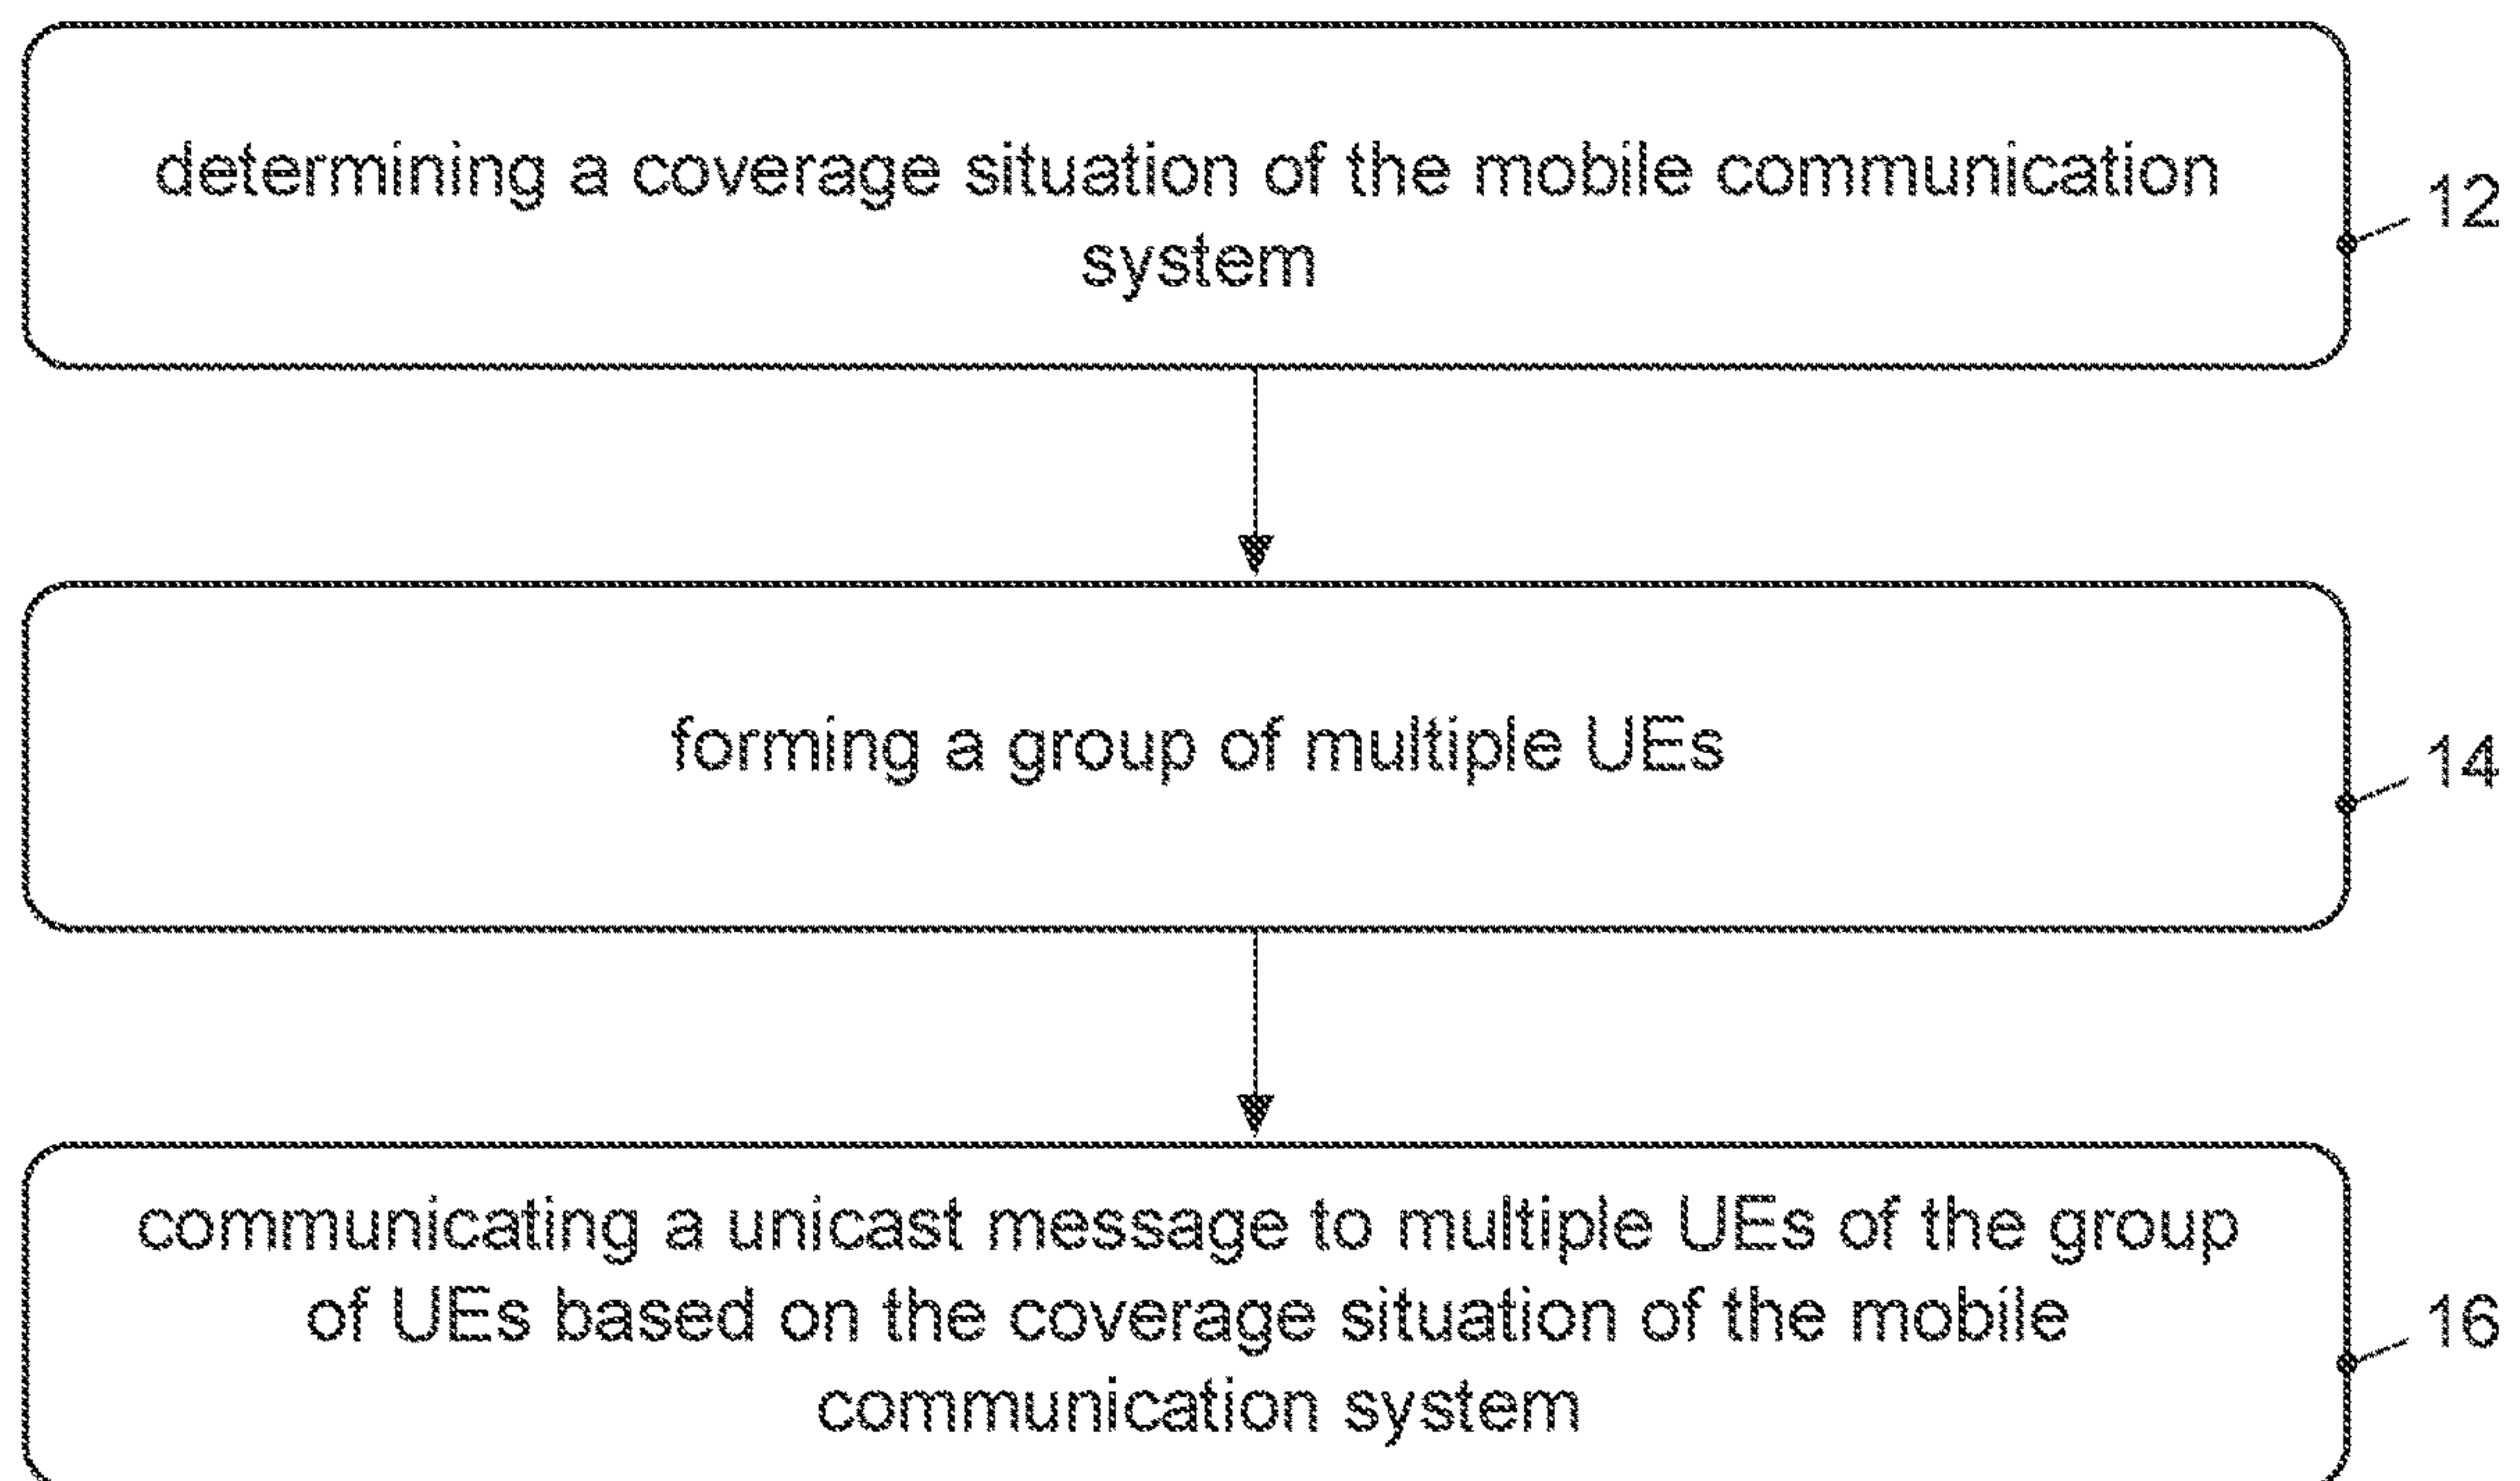 determining a coverage situation of the mobile communication
system
12
forming a group of multiple UEs
14
communicating a unicast message to multiple UEs of the group
of UEs based on the coverage situation of the mobile
communication system
16